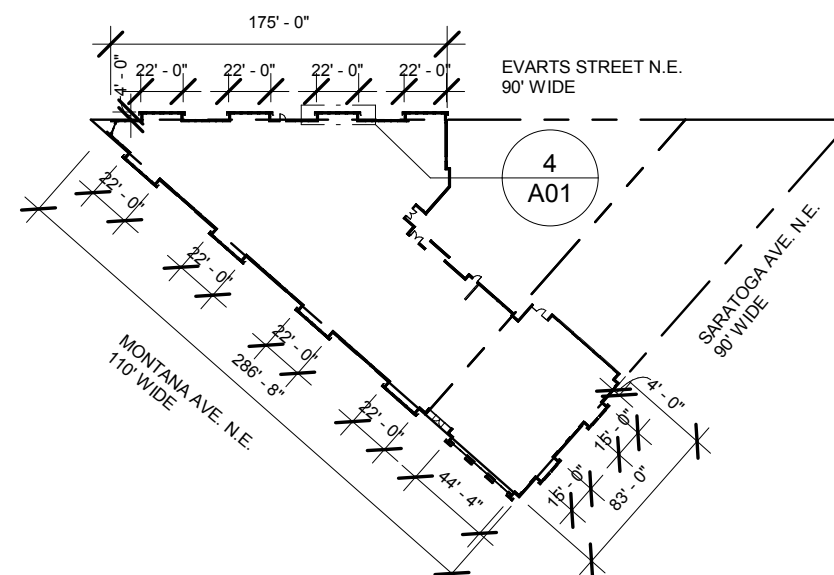 175' - 0"
4' - 0"
22' - 0"
22' - 0"
22' - 0"
22' - 0"
EVARTS STREET N.E.
90' WIDE
4
A01
22' - 0"
22' - 0"
22' - 0"
286' - 8"
22' - 0"
44' - 4"
MONTANA AVE. N.E.
110' WIDE
SARATOGA AVE. N.E.
90' WIDE
4' - 0"
15' - 0"
15' - 0"
83' - 0"